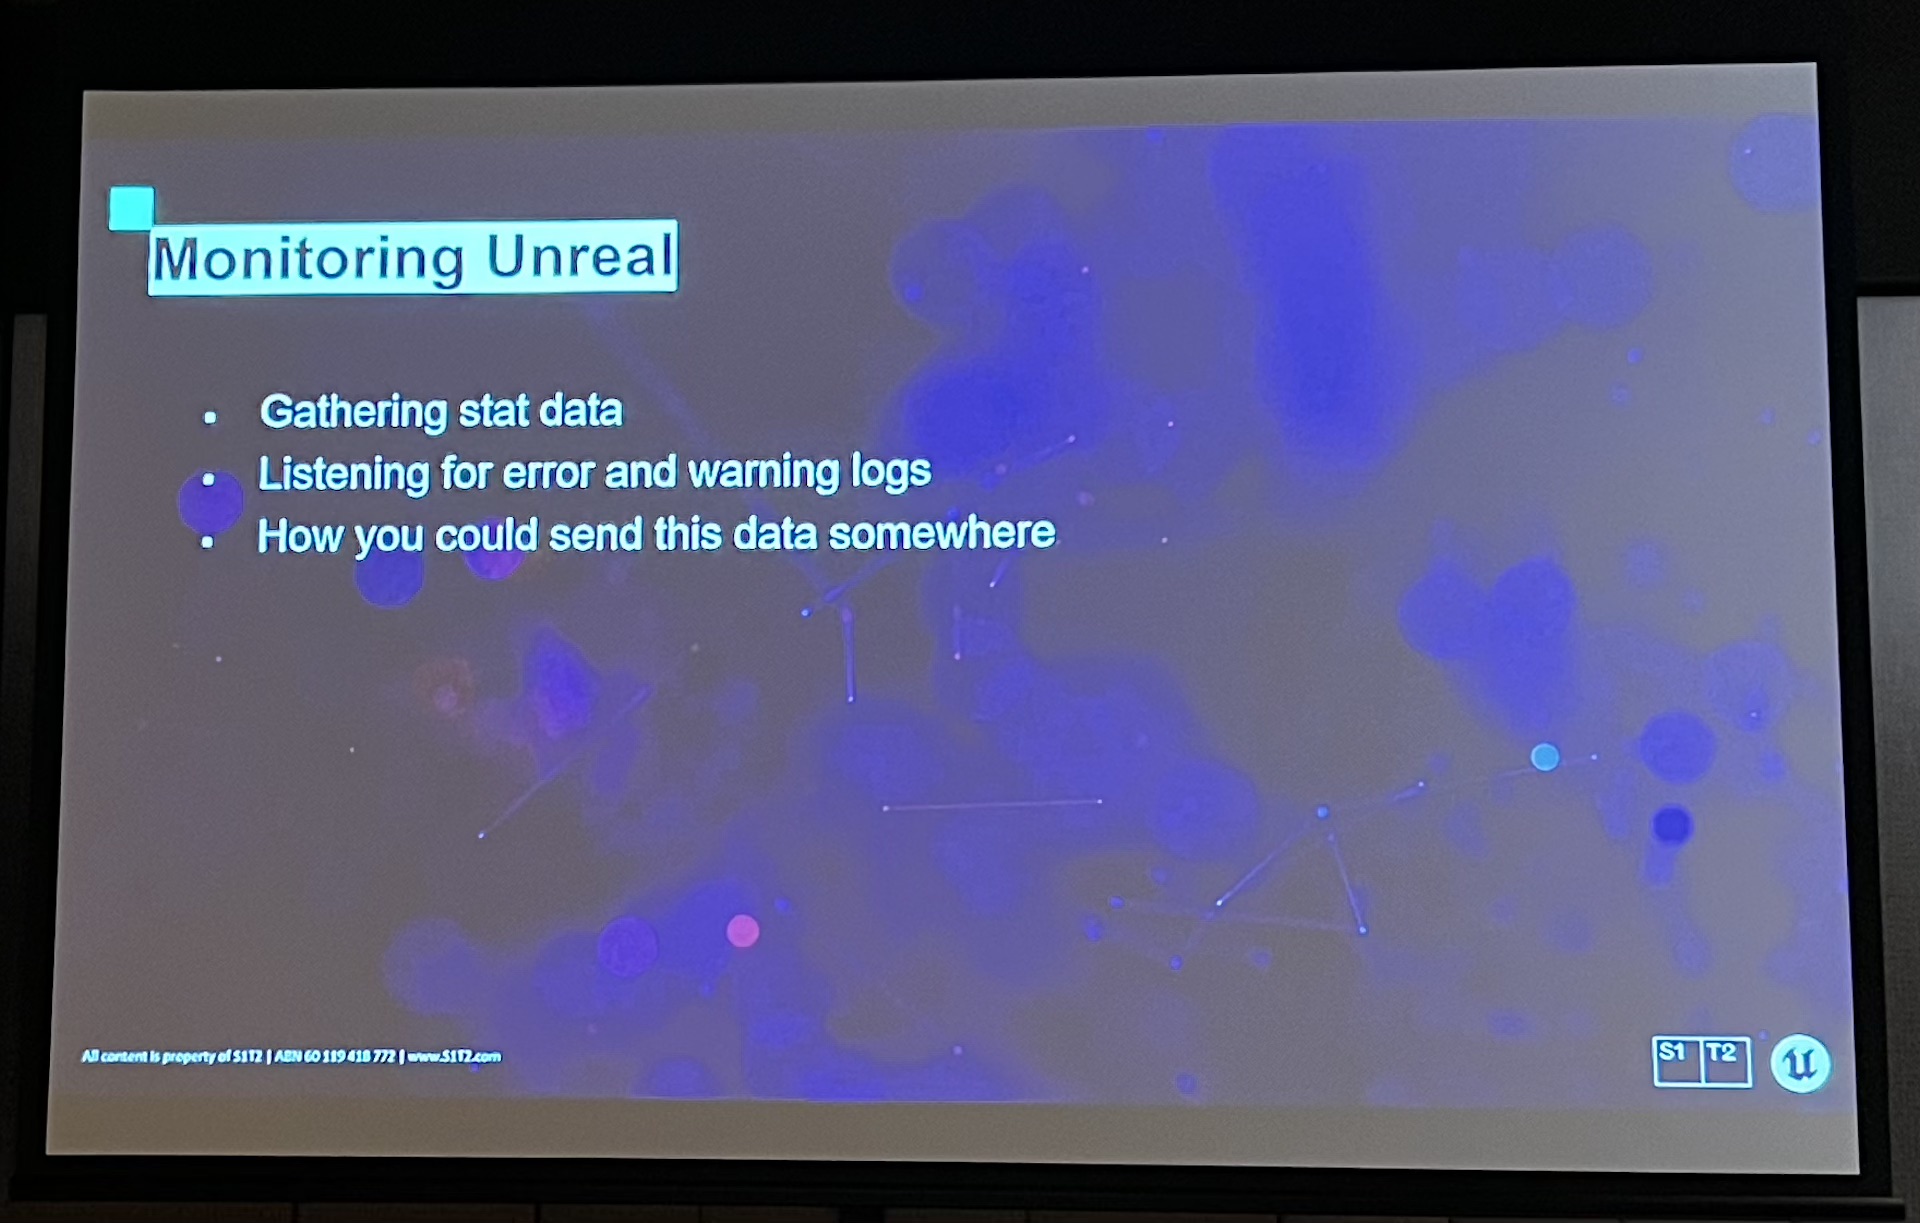 Monitoring Unreal
• Gathering stat data
• Listening for error and warning logs
• How you could send this data somewhere
All content is property of S1T2 | ABN 60 119 418 772 | www.S1T2.com
S1 T2